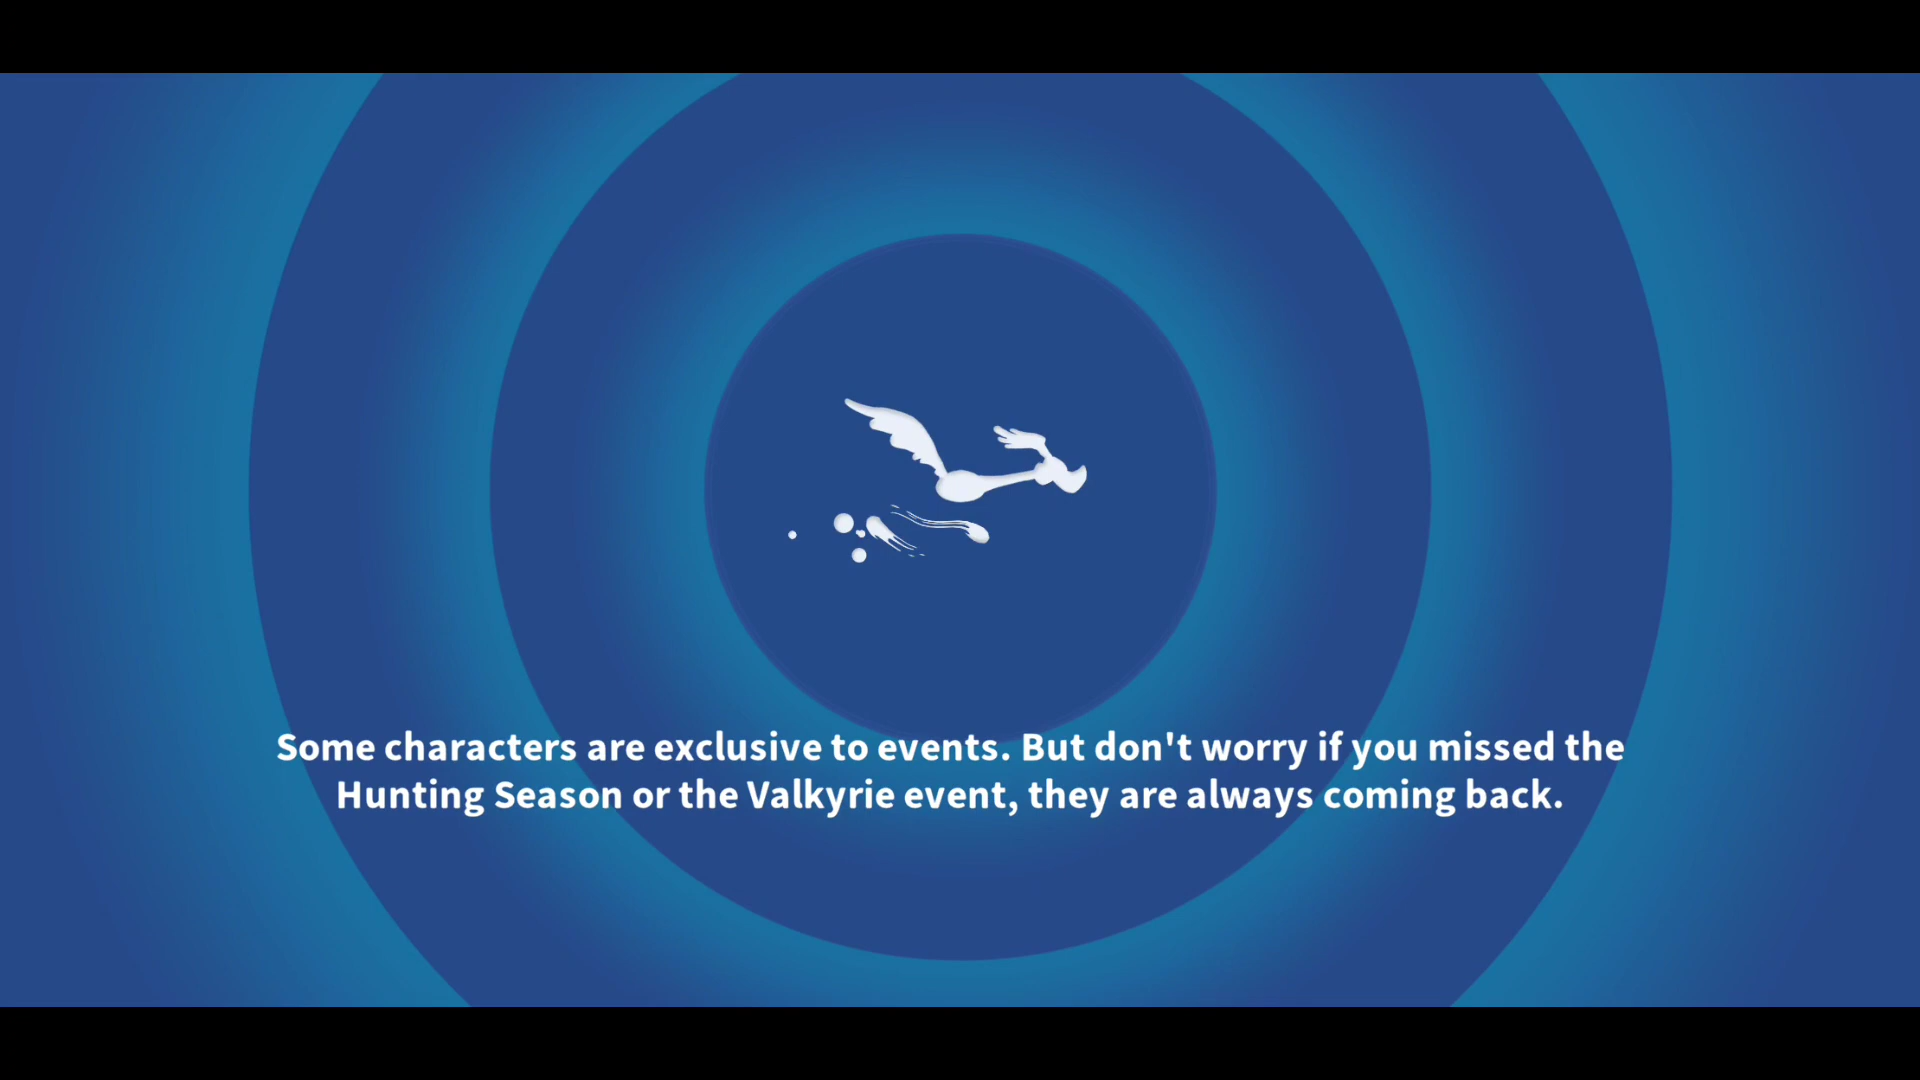 Some characters are exclusive to events. But don't worry if you missed the
Hunting Season or the Valkyrie event, they are always coming back.